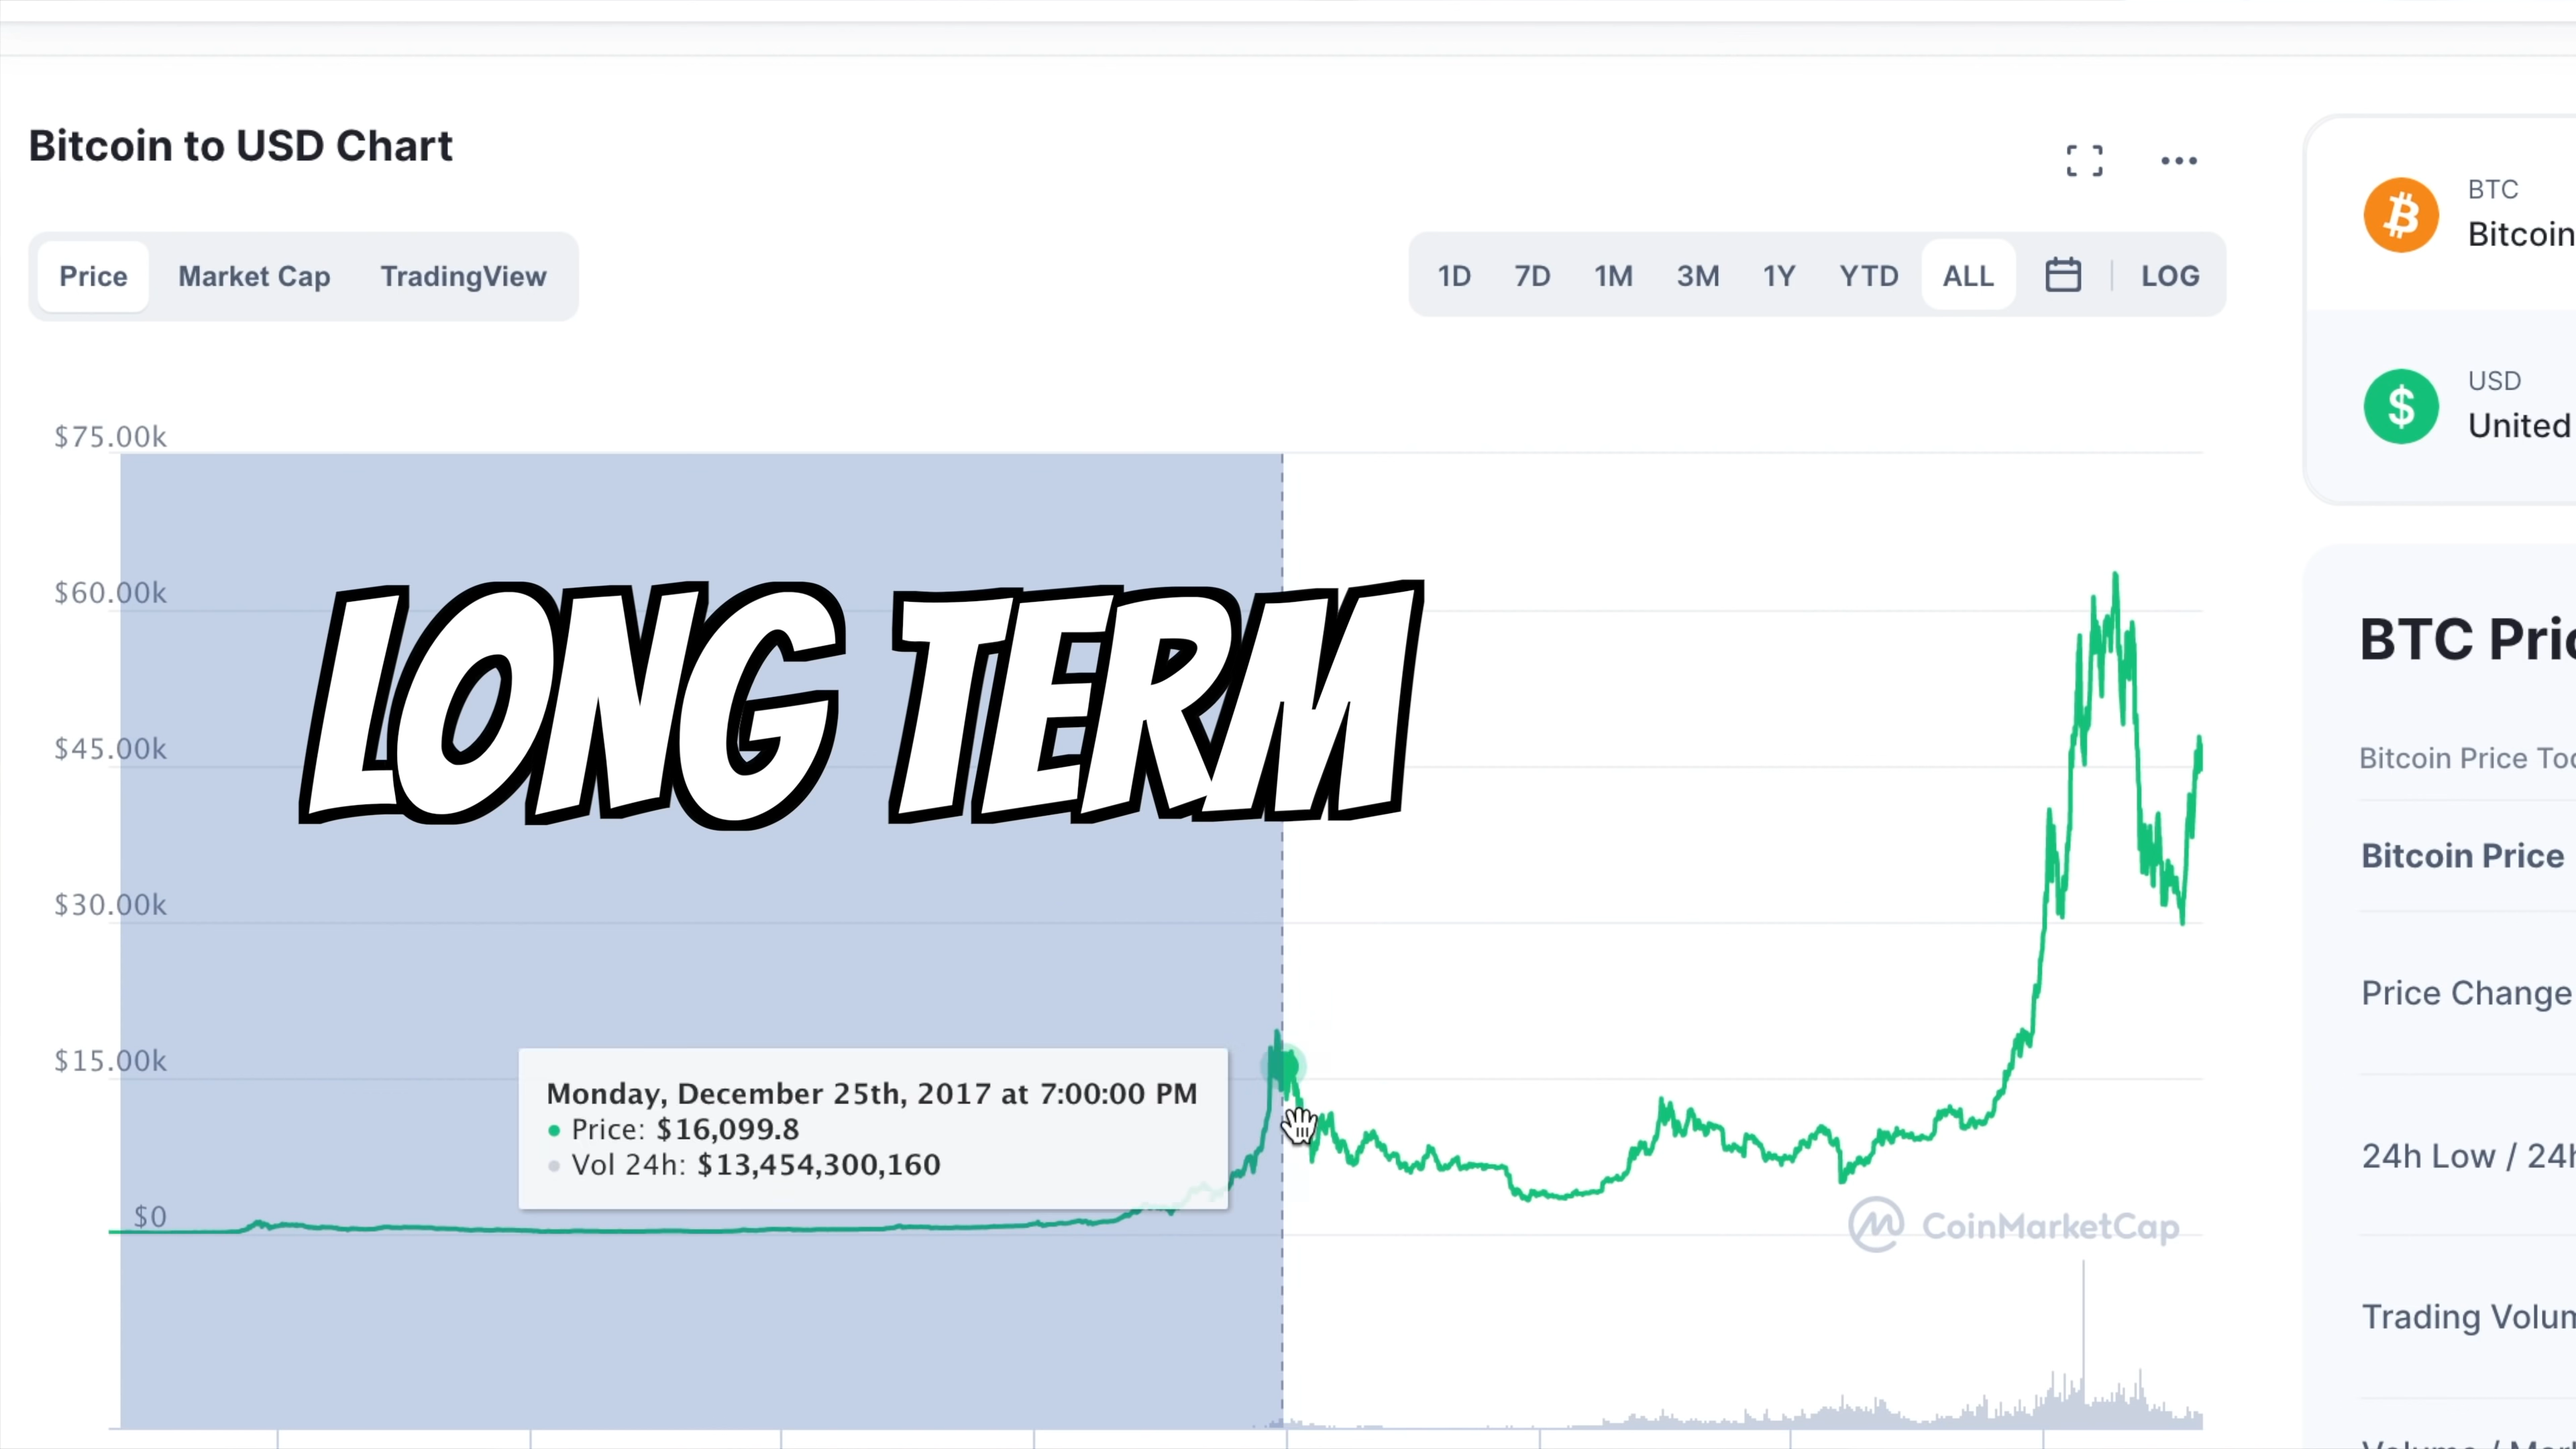 Bitcoin to USD Chart
Price Market Cap TradingView
1D 7D 1M 3M 1Y YTD ALL LOG
BTC
Bitcoin
USD
United
$75.00k
$60.00k
$45.00k
$30.00k
$15.00k
$0
LONG TERM
Monday, December 25th, 2017 at 7:00:00 PM
Price: $16,099.8
Vol 24h: $13,454,300,160
CoinMarketCap
BTC Pric
Bitcoin Price Tod
Bitcoin Price
Price Change
24h Low / 24h
Trading Volum